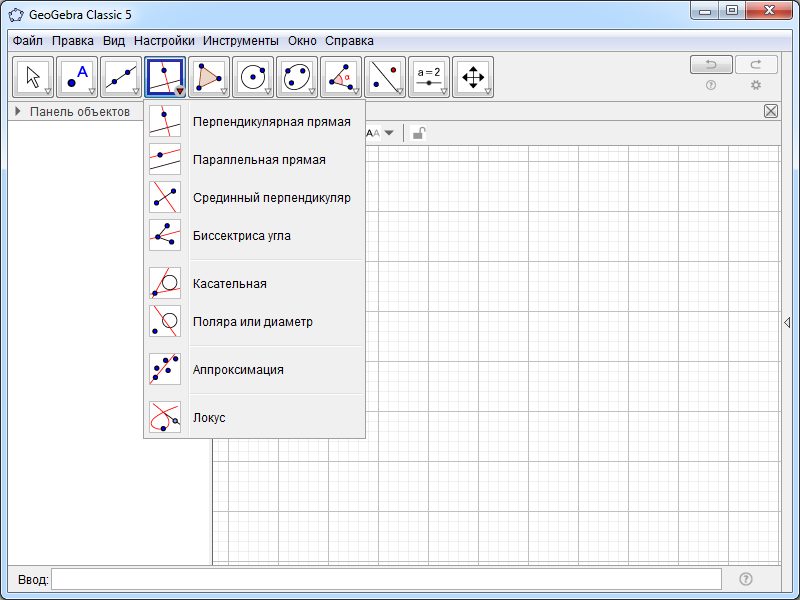 GeoGebra Classic 5
Файл Правка Вид Настройки Инструменты Окно Справка
A
α
a = 2
Панель объектов
AA
Перпендикулярная прямая
Параллельная прямая
Срединный перпендикуляр
Биссектриса угла
Касательная
Поляра или диаметр
Аппроксимация
Локус
Ввод: